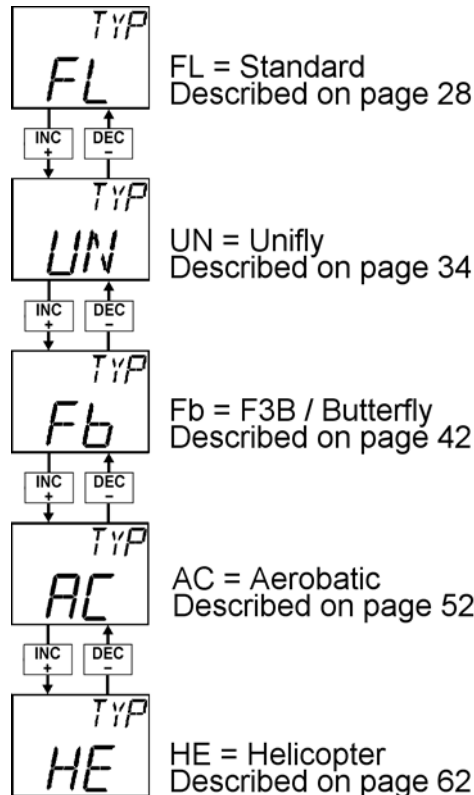 TYP
FL
FL = Standard
Described on page 28
INC DEC
+ –
TYP
UN
UN = Unifly
Described on page 34
INC DEC
+ –
TYP
Fb
Fb = F3B / Butterfly
Described on page 42
INC DEC
+ –
TYP
AC
AC = Aerobatic
Described on page 52
INC DEC
+ –
TYP
HE
HE = Helicopter
Described on page 62